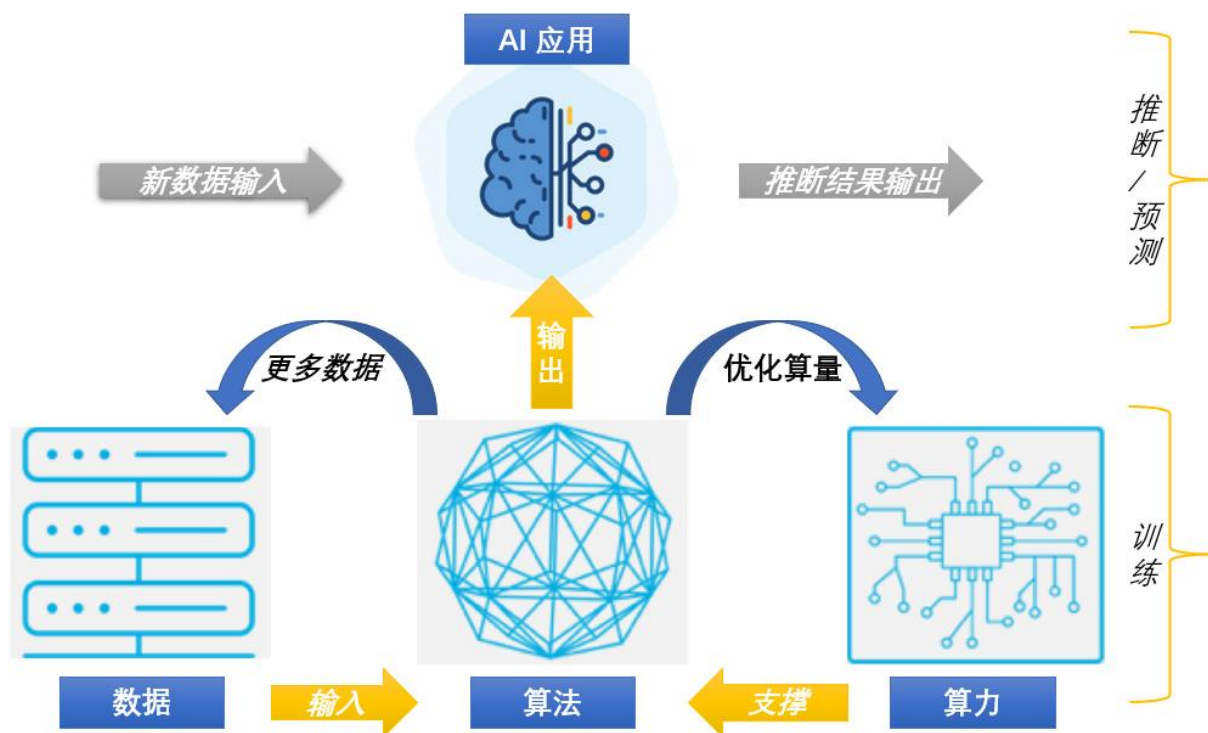 AI 应用
新数据输入
推断结果输出
推断/预测
更多数据
输出
优化算量
训练
数据
输入
算法
支撑
算力